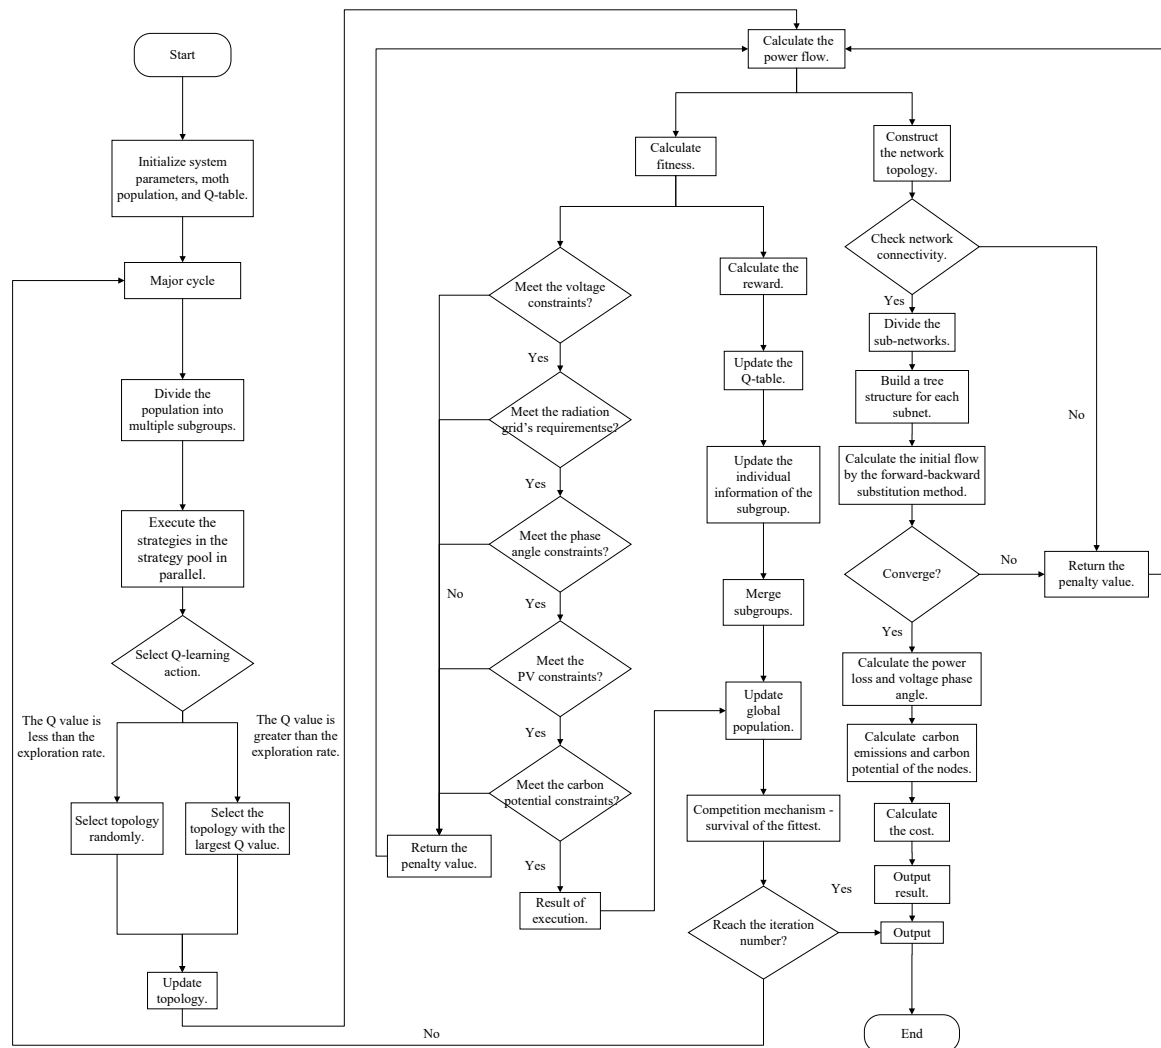 Start
Initialize system
parameters, moth
population, and Q-table.
Major cycle
Divide the
population into
multiple subgroups.
Execute the
strategies in the
strategy pool in
parallel.
Select Q-learning
action.
The Q value is
less than the
exploration rate.
The Q value is
greater than the
exploration rate.
Select topology
randomly.
Select the
topology with the
largest Q value.
Update
topology.
Calculate the
power flow.
Calculate
fitness.
Meet the voltage
constraints?
Yes
Meet the radiation
grid's requirementse?
Yes
Meet the phase
angle constraints?
No
Yes
Meet the
PV constraints?
Yes
Meet the carbon
potential constraints?
Return the
penalty value.
Yes
Result of
execution.
Calculate the
reward.
Update the
Q-table.
Update the
individual
information of the
subgroup.
Merge
subgroups.
Update
global
population.
Competition mechanism -
survival of the fittest.
Reach the iteration
number?
Yes
No
Construct
the network
topology.
Check network
connectivity.
Yes
No
Divide the
sub-networks.
Build a tree
structure for each
subnet.
Calculate the initial flow
by the forward-backward
substitution method.
Converge?
No
Return the
penalty value.
Yes
Calculate the power
loss and voltage phase
angle.
Calculate carbon
emissions and carbon
potential of the nodes.
Calculate
the cost.
Output
result.
Output
End